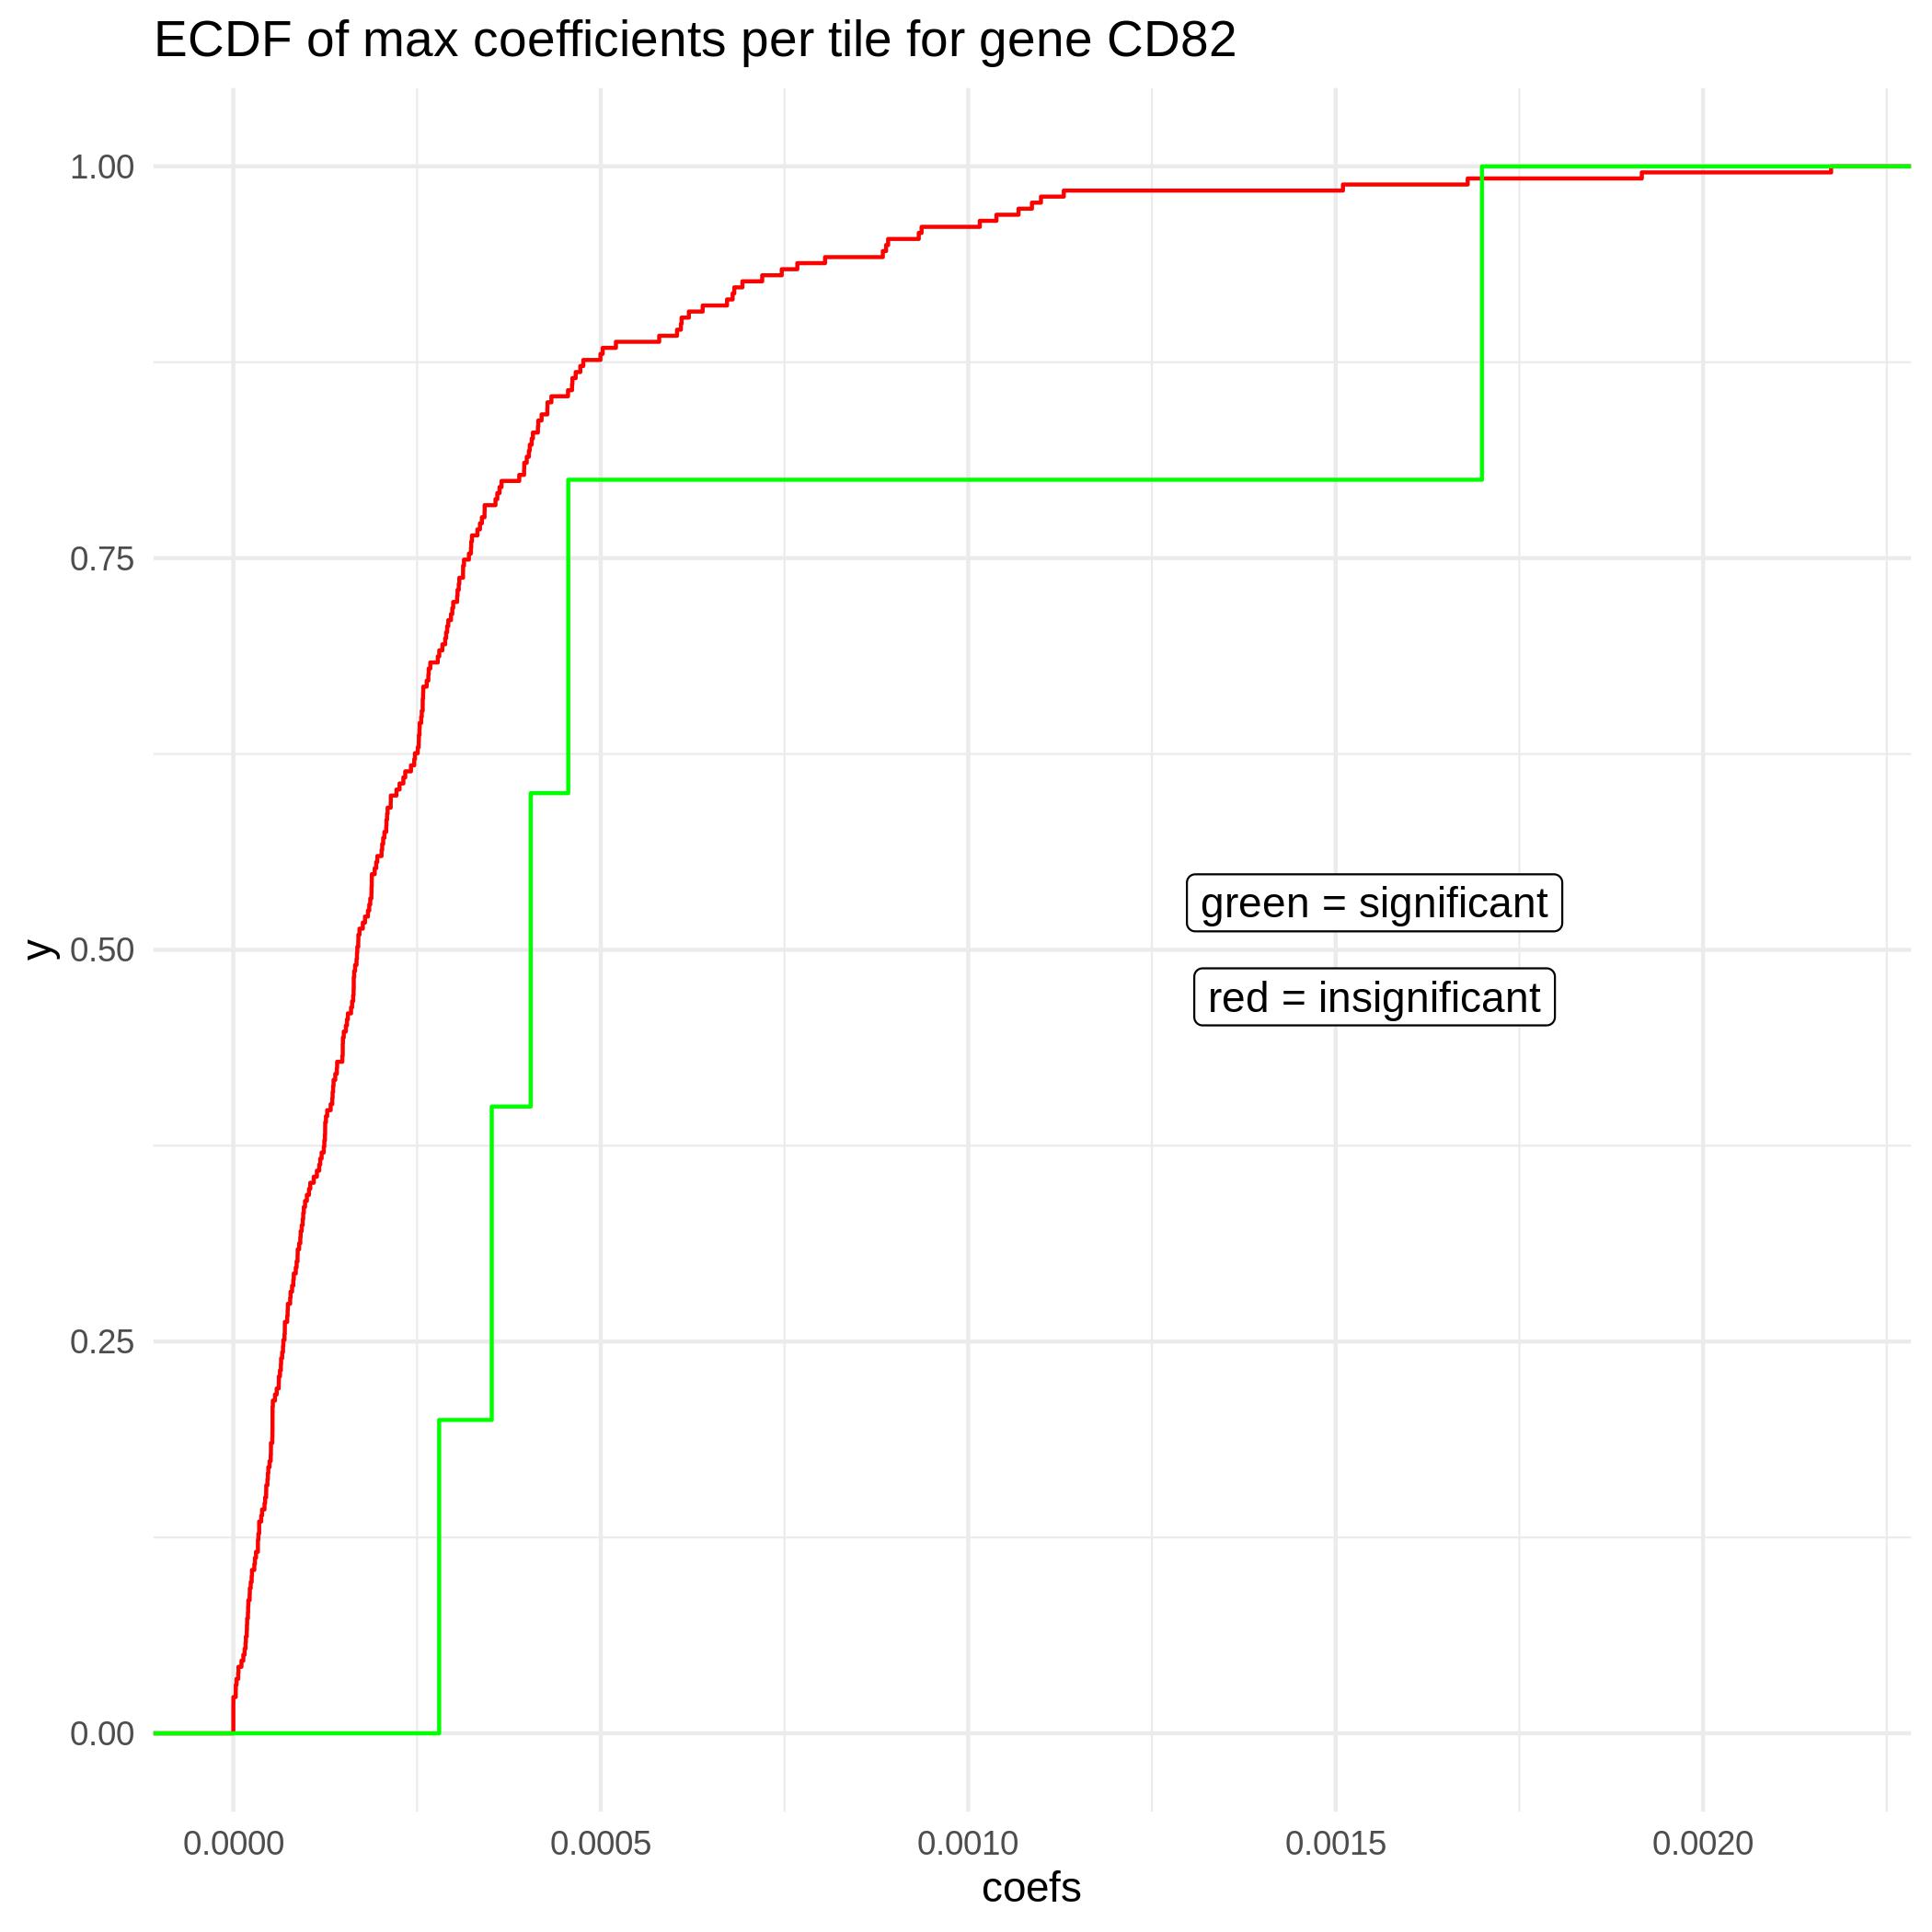 ECDF of max coefficients per tile for gene CD82
y
1.00
0.75
0.50
0.25
0.00
green = significant
red = insignificant
0.0000 0.0005 0.0010 0.0015 0.0020
coefs